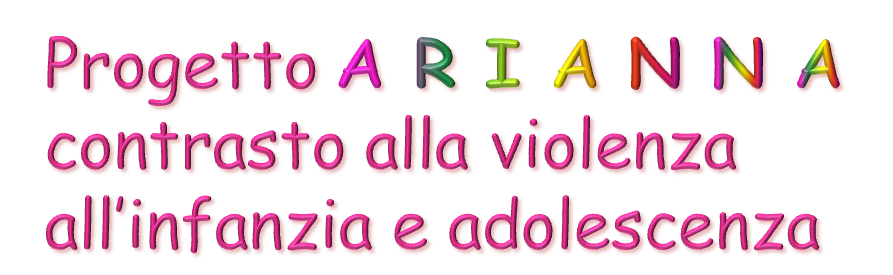 Progetto A R I A N N A
contrasto alla violenza
all'infanzia e adolescenza